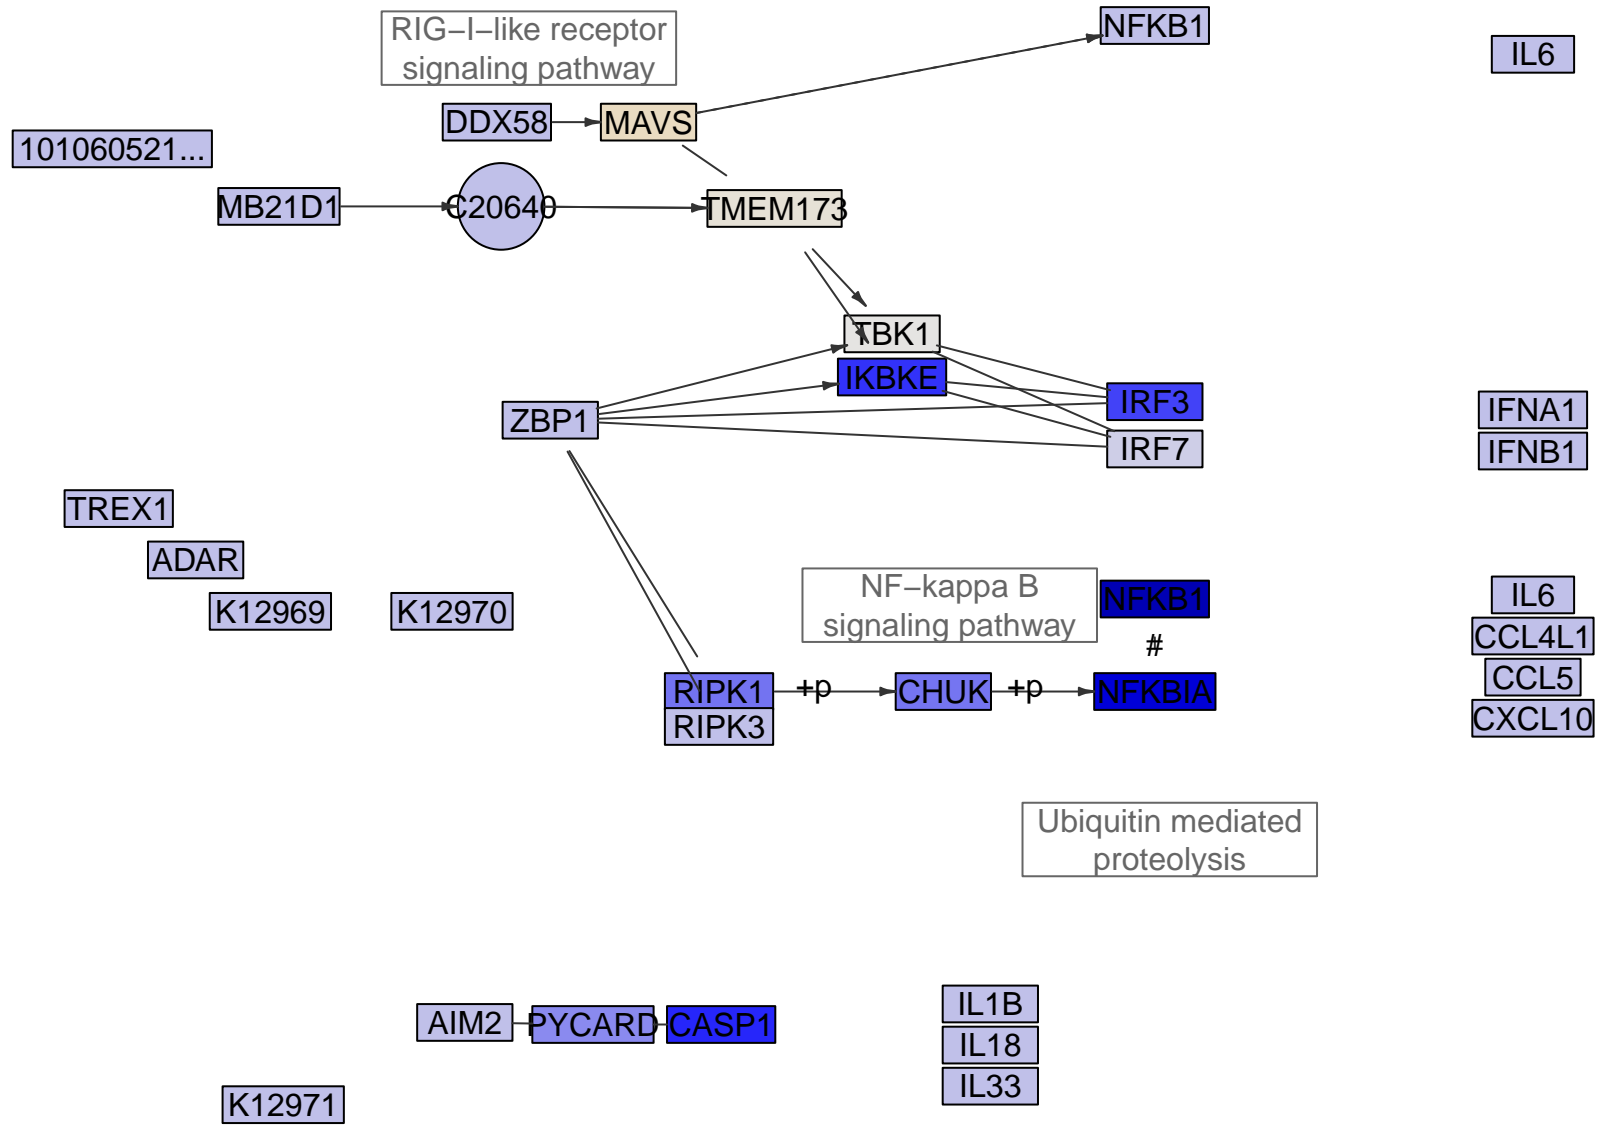 RIG−I−like receptor
signaling pathway
NFKB1
IL6
DDX58
MAVS
101060521...
MB21D1
C20640
TMEM173
TBK1
IKBKE
IRF3
IRF7
ZBP1
IFNA1
IFNB1
TREX1
ADAR
K12969
K12970
NF−kappa B
signaling pathway
NFKB1
#
IL6
CCL4L1
CCL5
CXCL10
RIPK1
+p
CHUK
+p
NFKBIA
RIPK3
Ubiquitin mediated
proteolysis
AIM2
PYCARD
CASP1
IL1B
IL18
IL33
K12971